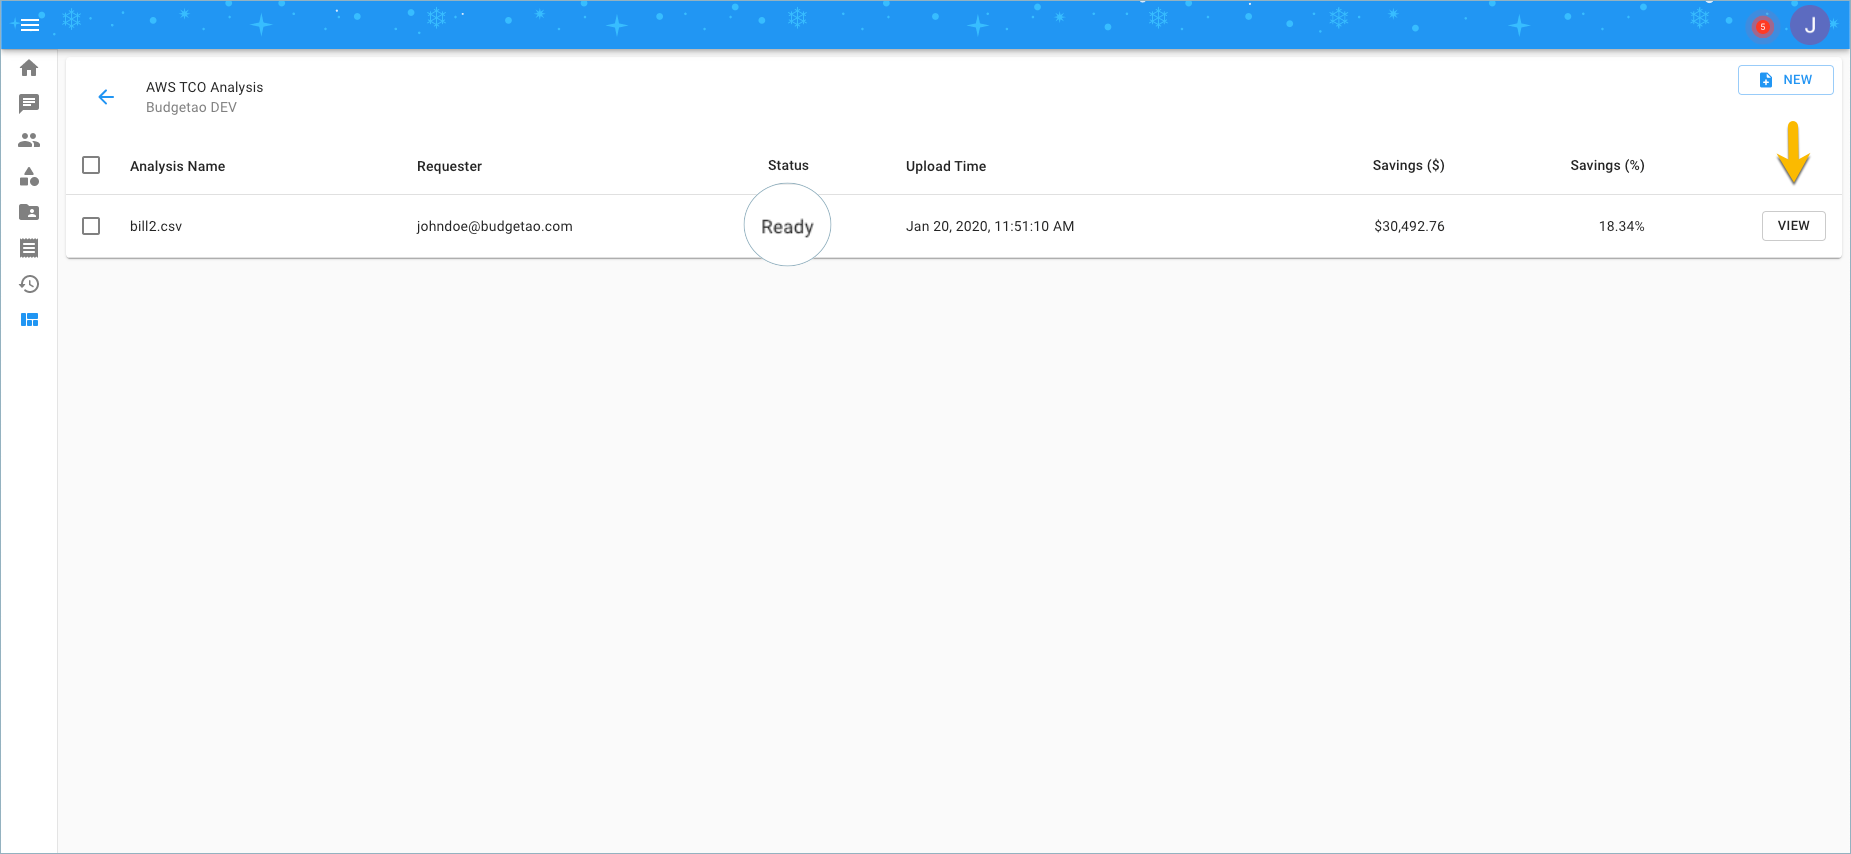 5
J
AWS TCO Analysis
Budgetao DEV
NEW
Analysis Name Requester Status Upload Time Savings ($) Savings (%)
bill2.csv johndoe@budgetao.com Ready Jan 20, 2020, 11:51:10 AM $30,492.76 18.34% VIEW